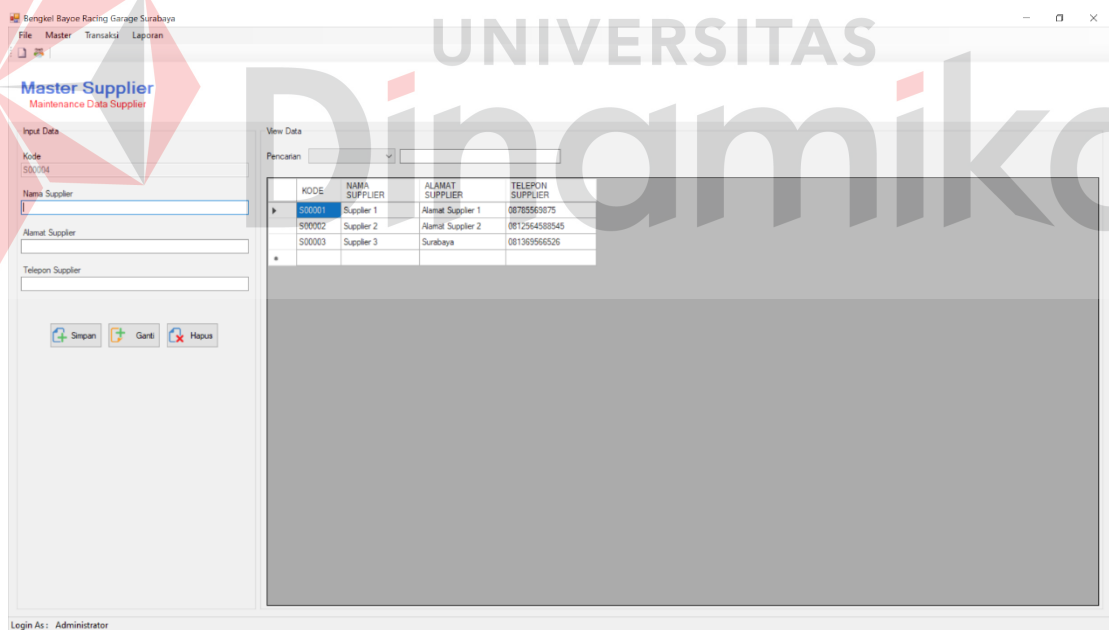 Bengkel Bayoe Racing Garage Surabaya
File Master Transaksi Laporan
UNIVERSITAS
Dinamika
Master Supplier
Maintenance Data Supplier
Input Data
Kode
S00004
Nama Supplier
Alamat Supplier
Telepon Supplier
Simpan Ganti Hapus
View Data
Pencarian
KODE NAMA SUPPLIER ALAMAT SUPPLIER TELEPON SUPPLIER
S00001 Supplier 1 Alamat Supplier 1 08785569875
S00002 Supplier 2 Alamat Supplier 2 0812564588545
S00003 Supplier 3 Surabaya 081369566526
Login As : Administrator